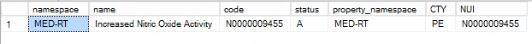 namespace name code status property_namespace CTY NUI
1 MED-RT Increased Nitric Oxide Activity N0000009455 A MED-RT PE N0000009455